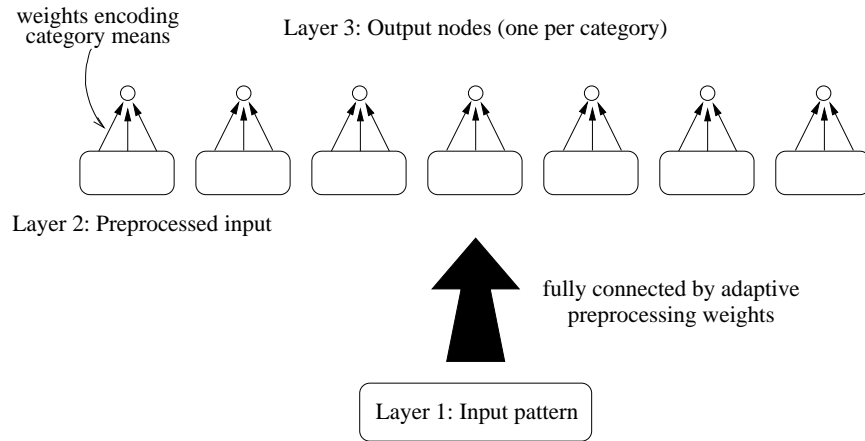 weights encoding
category means
Layer 3: Output nodes (one per category)
Layer 2: Preprocessed input
fully connected by adaptive
preprocessing weights
Layer 1: Input pattern